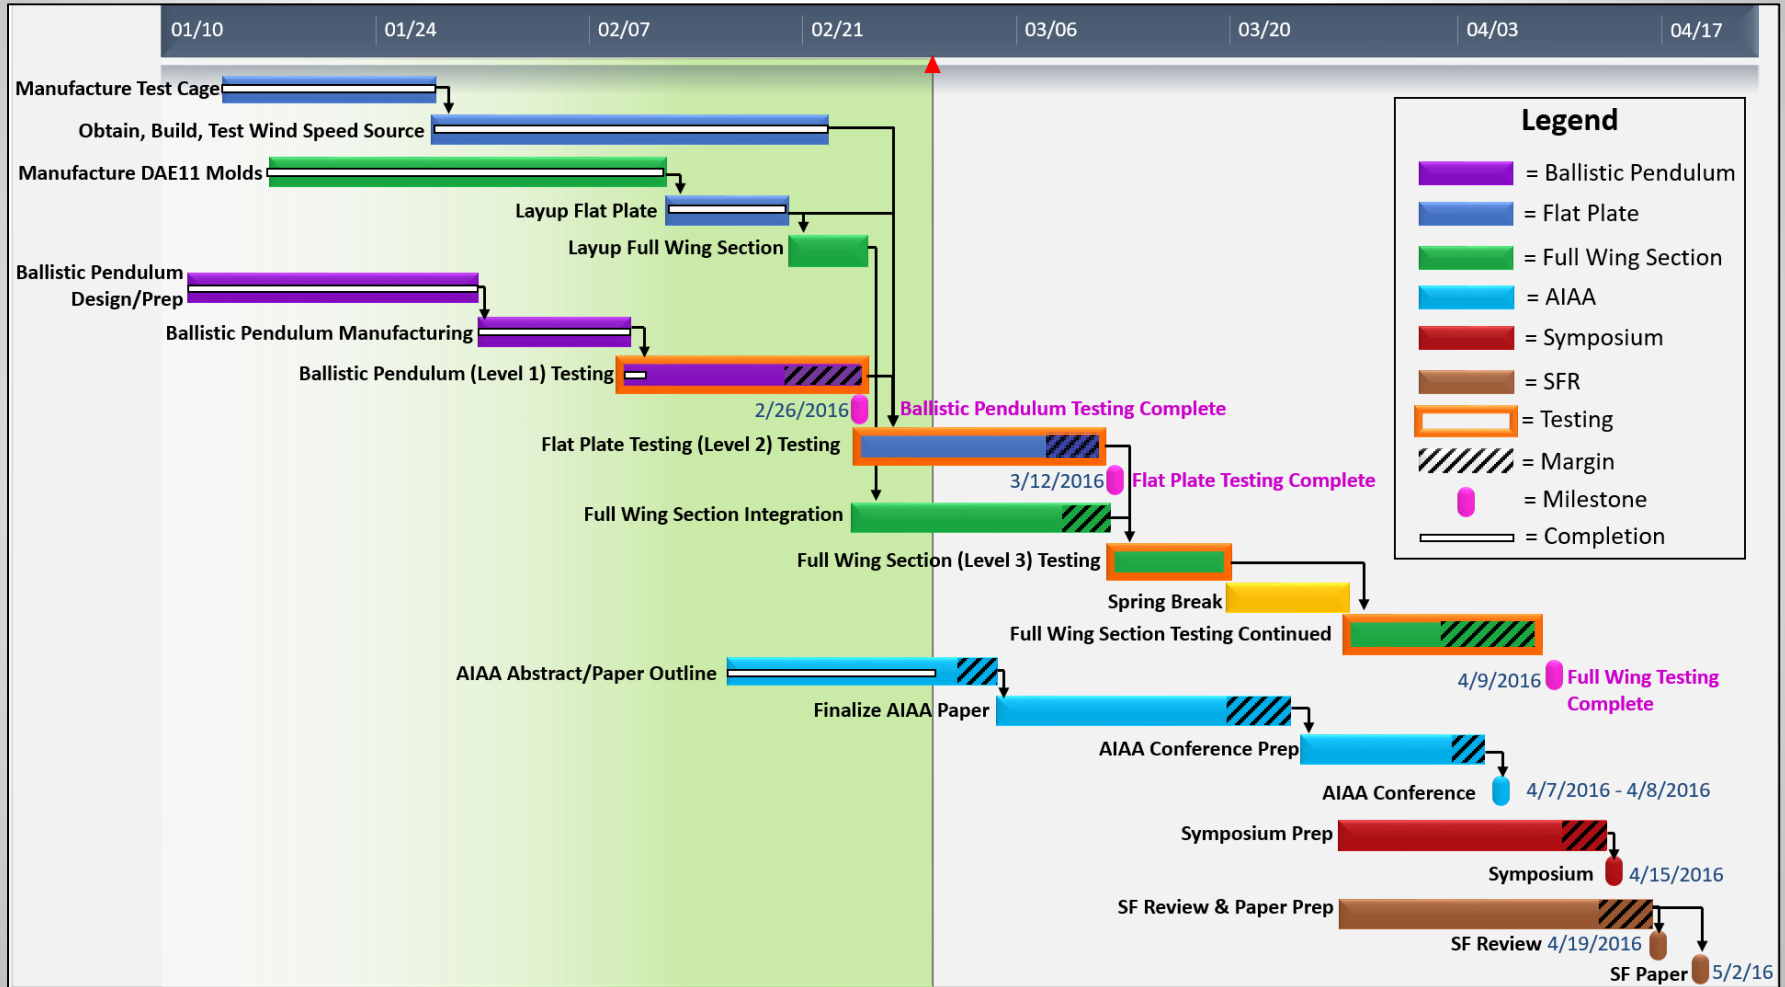 01/10 01/24 02/07 02/21 03/06 03/20 04/03 04/17
Manufacture Test Cage
Obtain, Build, Test Wind Speed Source
Manufacture DAE11 Molds
Layup Flat Plate
Layup Full Wing Section
Ballistic Pendulum
Design/Prep
Ballistic Pendulum Manufacturing
Ballistic Pendulum (Level 1) Testing
2/26/2016 Ballistic Pendulum Testing Complete
Flat Plate Testing (Level 2) Testing
3/12/2016 Flat Plate Testing Complete
Full Wing Section Integration
Full Wing Section (Level 3) Testing
Spring Break
Full Wing Section Testing Continued
AIAA Abstract/Paper Outline
4/9/2016 Full Wing Testing
Complete
Finalize AIAA Paper
AIAA Conference Prep
AIAA Conference 4/7/2016 - 4/8/2016
Symposium Prep
Symposium 4/15/2016
SF Review & Paper Prep
SF Review 4/19/2016
SF Paper 5/2/16
Legend
= Ballistic Pendulum
= Flat Plate
= Full Wing Section
= AIAA
= Symposium
= SFR
= Testing
= Margin
= Milestone
= Completion